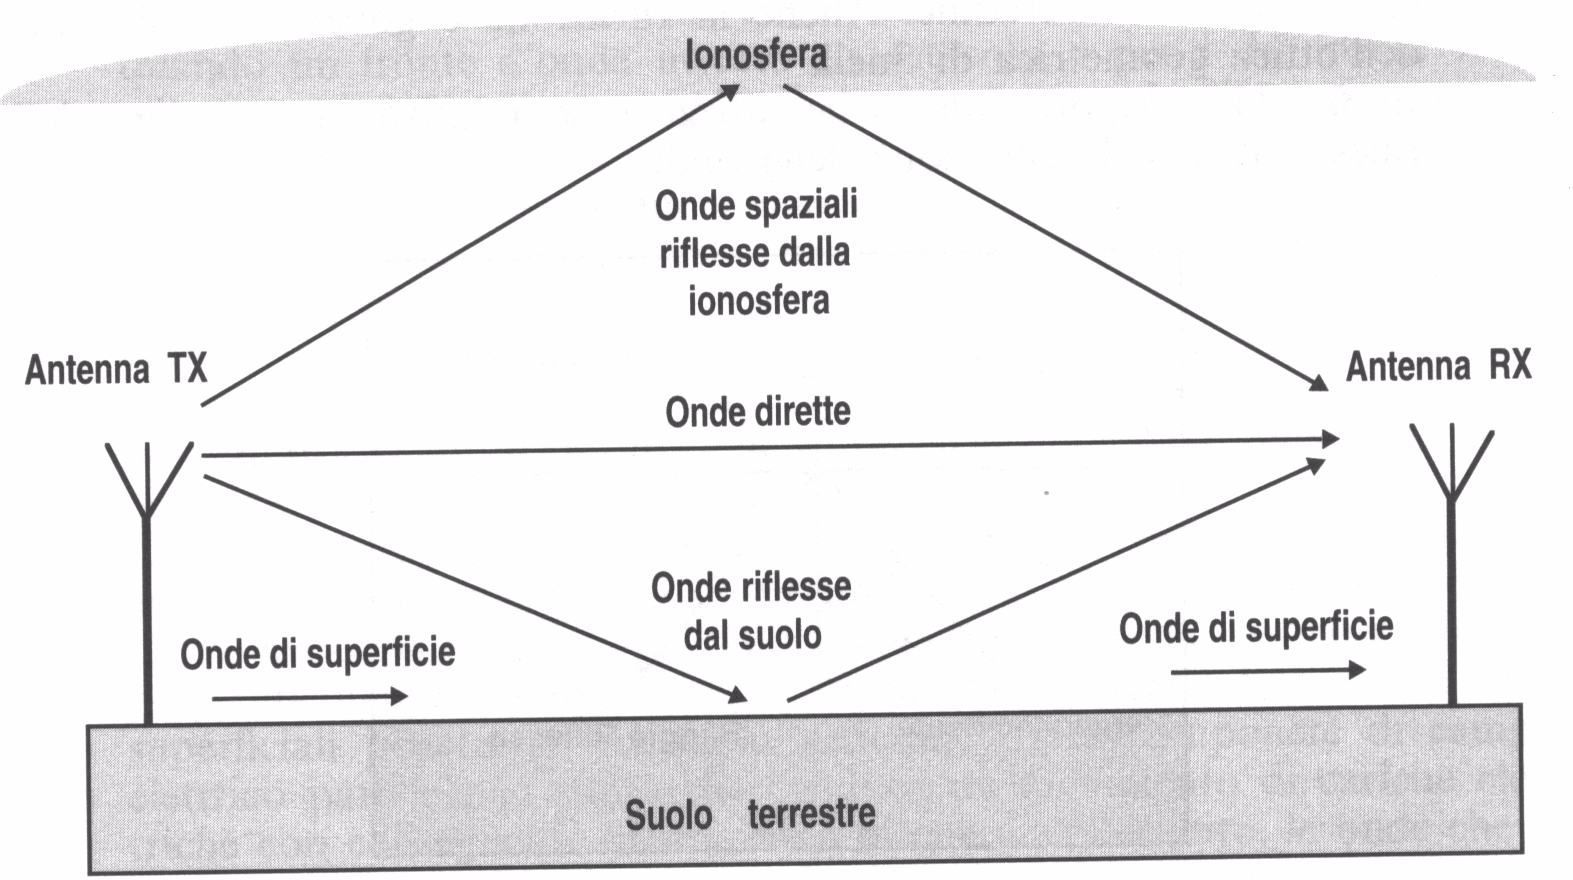 Ionosfera
Onde spaziali
riflesse dalla
ionosfera
Antenna TX
Antenna RX
Onde dirette
Onde riflesse
dal suolo
Onde di superficie
Onde di superficie
Suolo terrestre